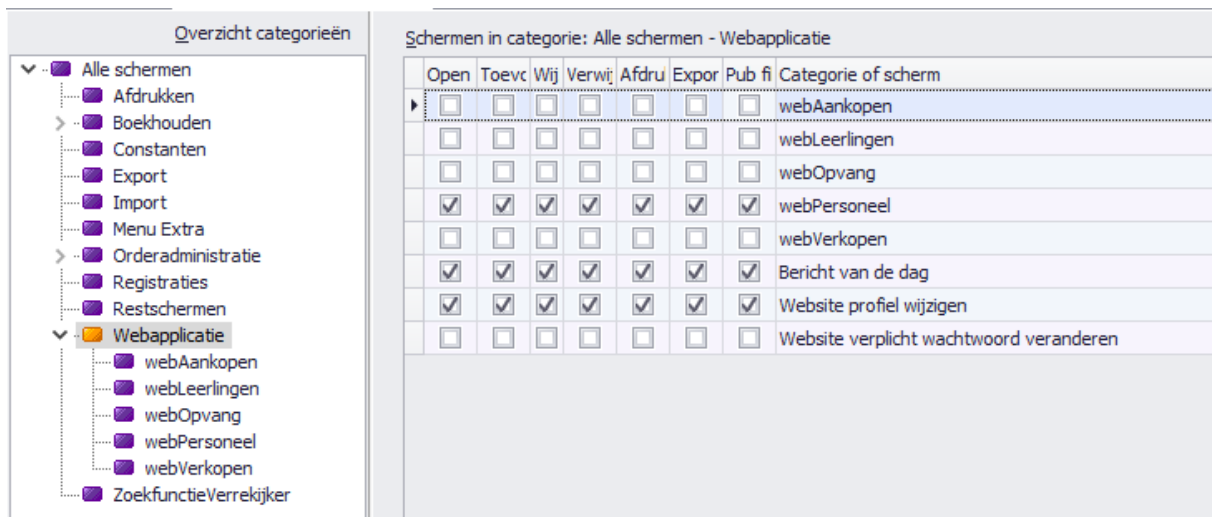 Overzicht categorieën
Alle schermen
Afdrukken
Boekhouden
Constanten
Export
Import
Menu Extra
Orderadministratie
Registraties
Restschermen
Webapplicatie
webAankopen
webLeerlingen
webOpvang
webPersoneel
webVerkopen
ZoekfunctieVerrekijker
Schermen in categorie: Alle schermen - Webapplicatie
Open Toevo Wij Verwij Afdru Expor Pub fi Categorie of scherm
webAankopen
webLeerlingen
webOpvang
webPersoneel
webVerkopen
Bericht van de dag
Website profiel wijzigen
Website verplicht wachtwoord veranderen